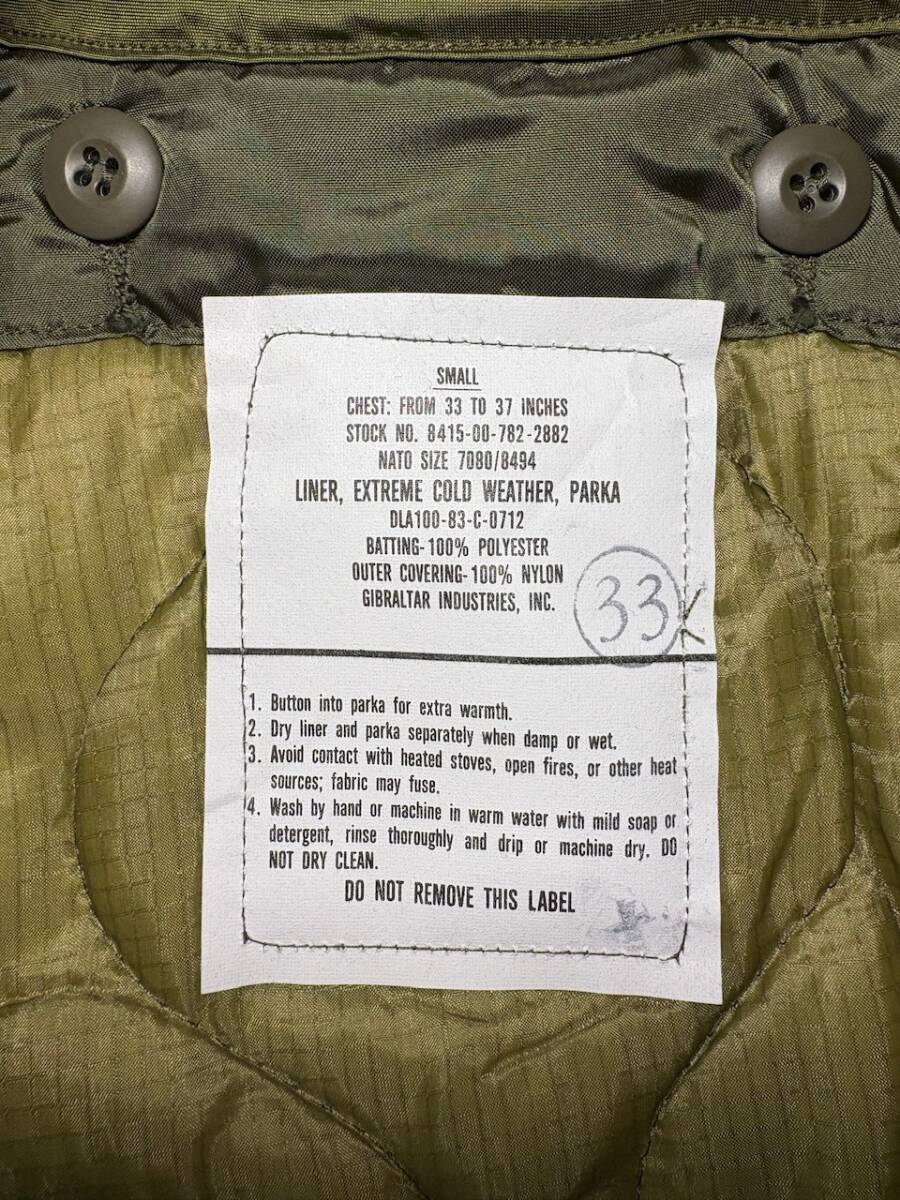 SMALL
CHEST: FROM 33 TO 37 INCHES
STOCK NO. 8415-00-782-2882
NATO SIZE 7080/8494
LINER, EXTREME COLD WEATHER, PARKA
DLA100-83-C-0712
BATTING-100% POLYESTER
OUTER COVERING-100% NYLON
GIBRALTAR INDUSTRIES, INC.
33
1. Button into parka for extra warmth.
2. Dry liner and parka separately when damp or wet.
3. Avoid contact with heated stoves, open fires, or other heat
sources; fabric may fuse.
4. Wash by hand or machine in warm water with mild soap or
detergent, rinse thoroughly and drip or machine dry. DO
NOT DRY CLEAN.
DO NOT REMOVE THIS LABEL